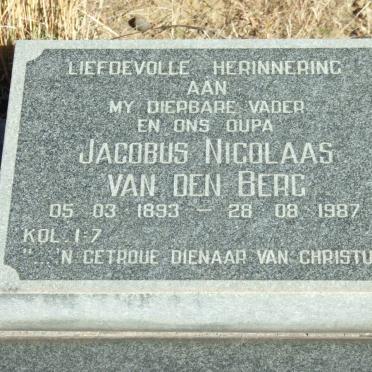 LIEFDEVOLLE HERINNERING
AAN
MY DIERBARE VADER
EN ONS OUPA
JACOBUS NICOLAAS
VAN DEN BERG
05 03 1893 — 28 08 1987
KOL. 1:7
"...'N GETROUE DIENAAR VAN CHRISTU